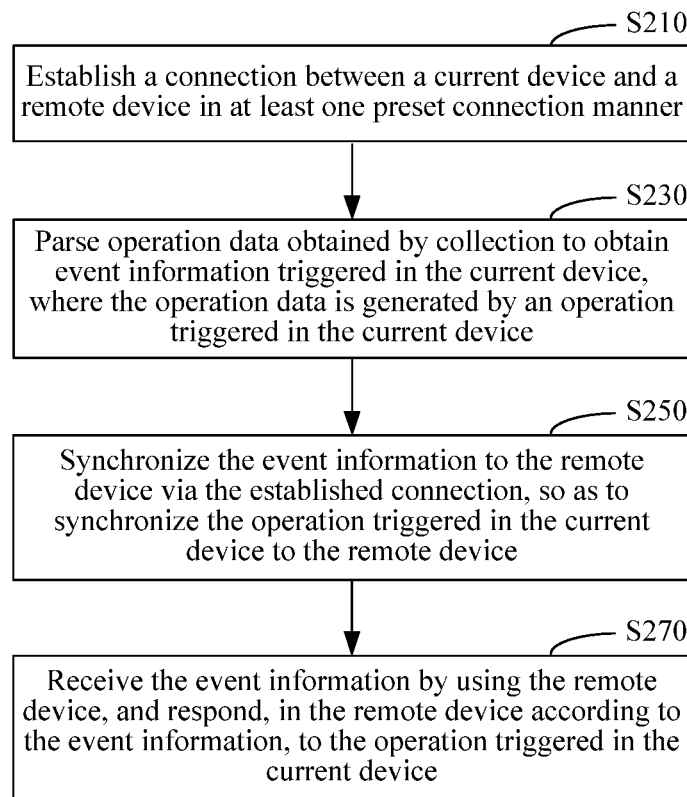 S210
Establish a connection between a current device and a
remote device in at least one preset connection manner
S230
Parse operation data obtained by collection to obtain
event information triggered in the current device,
where the operation data is generated by an operation
triggered in the current device
S250
Synchronize the event information to the remote
device via the established connection, so as to
synchronize the operation triggered in the current
device to the remote device
S270
Receive the event information by using the remote
device, and respond, in the remote device according to
the event information, to the operation triggered in the
current device